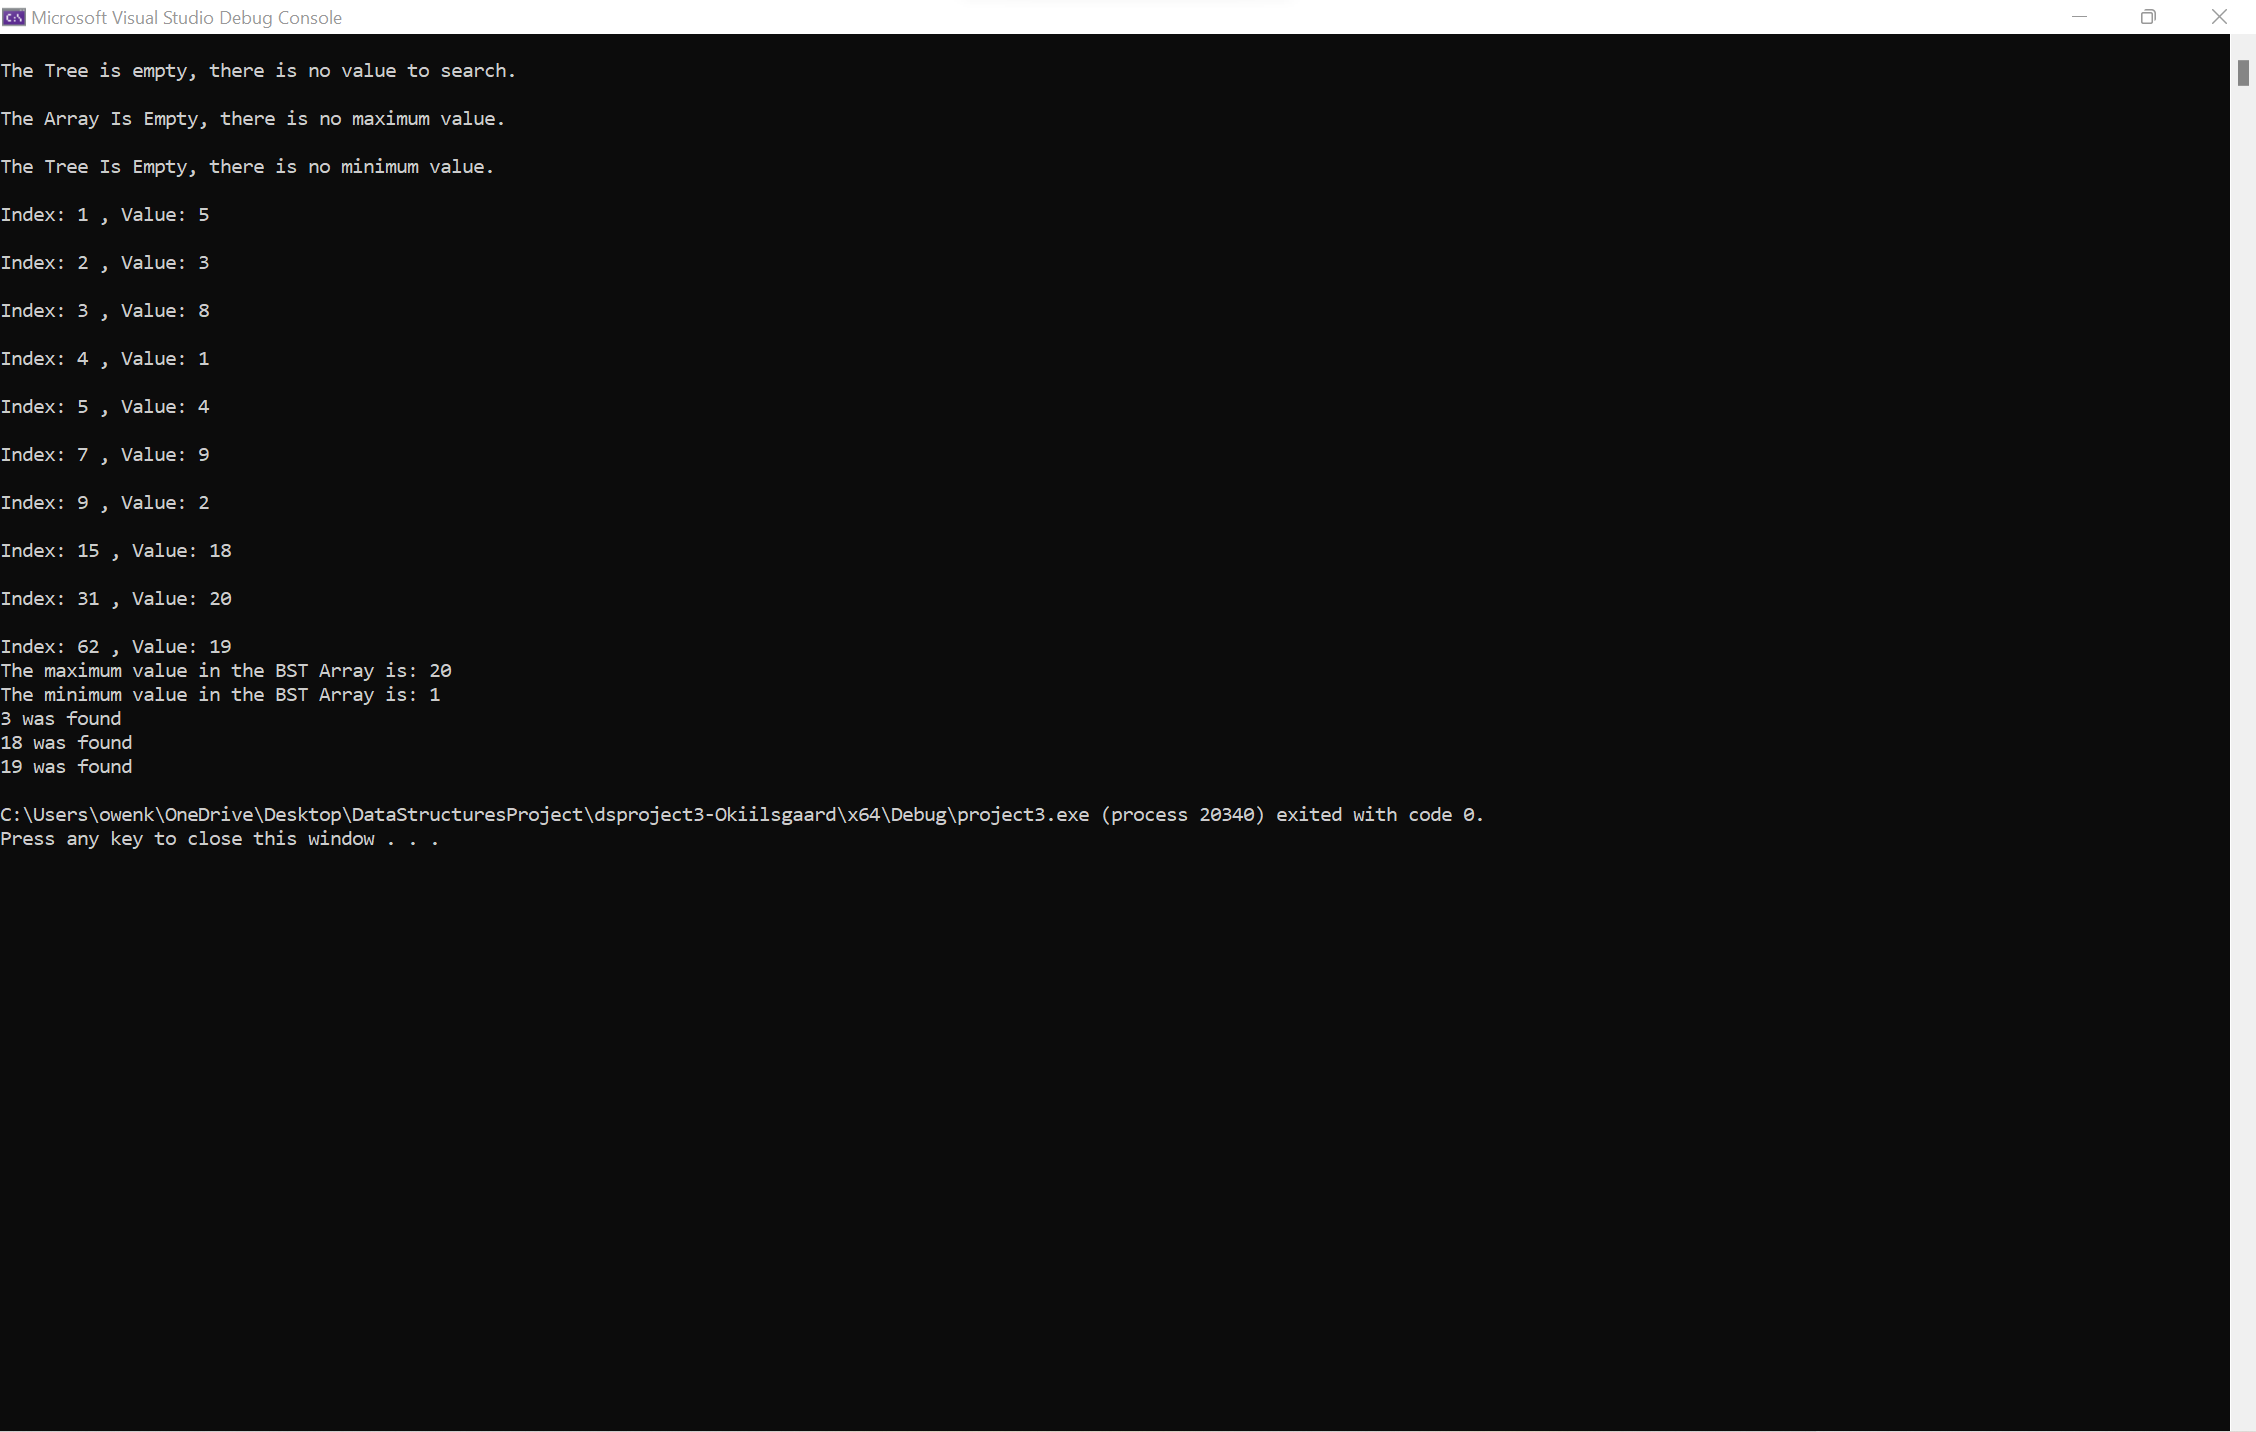 Microsoft Visual Studio Debug Console
The Tree is empty, there is no value to search.
The Array Is Empty, there is no maximum value.
The Tree Is Empty, there is no minimum value.
Index: 1 , Value: 5
Index: 2 , Value: 3
Index: 3 , Value: 8
Index: 4 , Value: 1
Index: 5 , Value: 4
Index: 7 , Value: 9
Index: 9 , Value: 2
Index: 15 , Value: 18
Index: 31 , Value: 20
Index: 62 , Value: 19
The maximum value in the BST Array is: 20
The minimum value in the BST Array is: 1
3 was found
18 was found
19 was found
C:\Users\owenk\OneDrive\Desktop\DataStructuresProject\dsproject3-Okiilsgaard\x64\Debug\project3.exe (process 20340) exited with code 0.
Press any key to close this window . . .